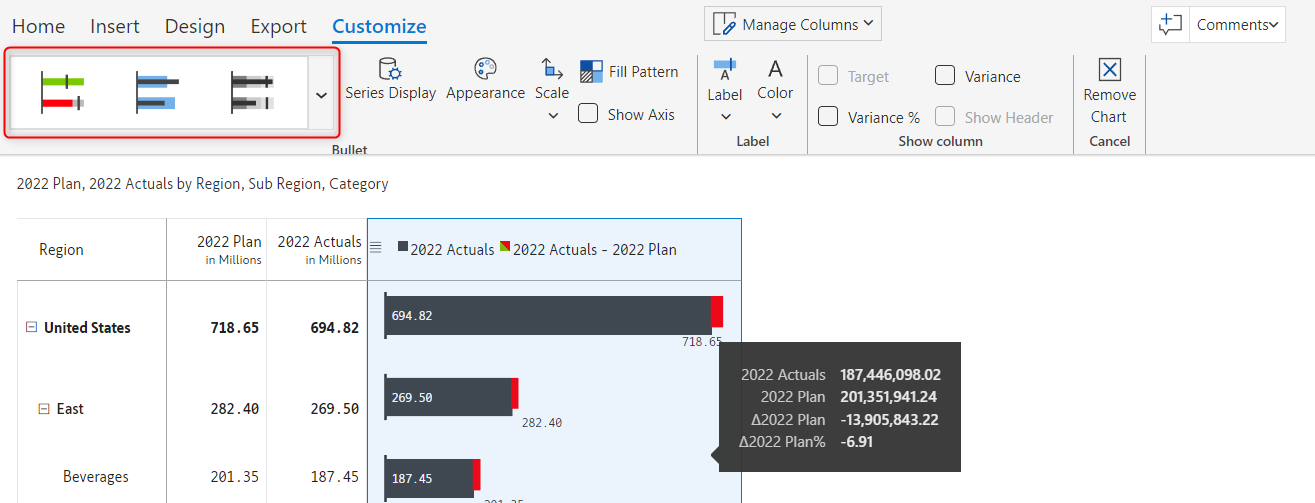 Home Insert Design Export Customize Manage Columns Comments
Series Display Appearance Scale Fill Pattern Show Axis Label Color Target Variance Variance % Show Header Remove Chart
Bullet Label Show column Cancel
2022 Plan, 2022 Actuals by Region, Sub Region, Category
Region 2022 Plan in Millions 2022 Actuals in Millions 2022 Actuals 2022 Actuals - 2022 Plan
United States 718.65 694.82 694.82
718.65
East 282.40 269.50 269.50
282.40
Beverages 201.35 187.45 187.45
201.35
2022 Actuals 187,446,098.02
2022 Plan 201,351,941.24
Δ2022 Plan -13,905,843.22
Δ2022 Plan% -6.91